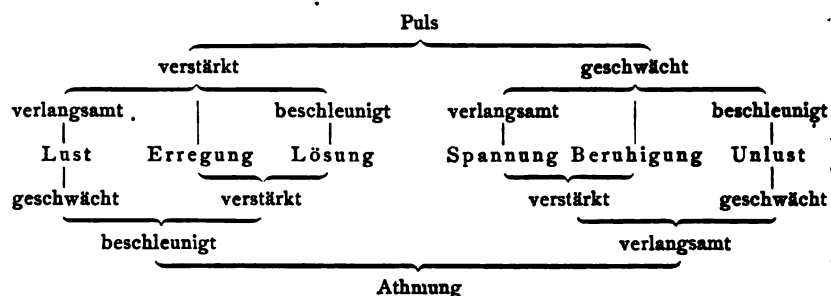 Puls
verstärkt geschwächt
verlangsamt beschleunigt verlangsamt beschleunigt
Lust Erregung Lösung Spannung Beruhigung Unlust
geschwächt verstärkt verstärkt geschwächt
beschleunigt verlangsamt
Athmung